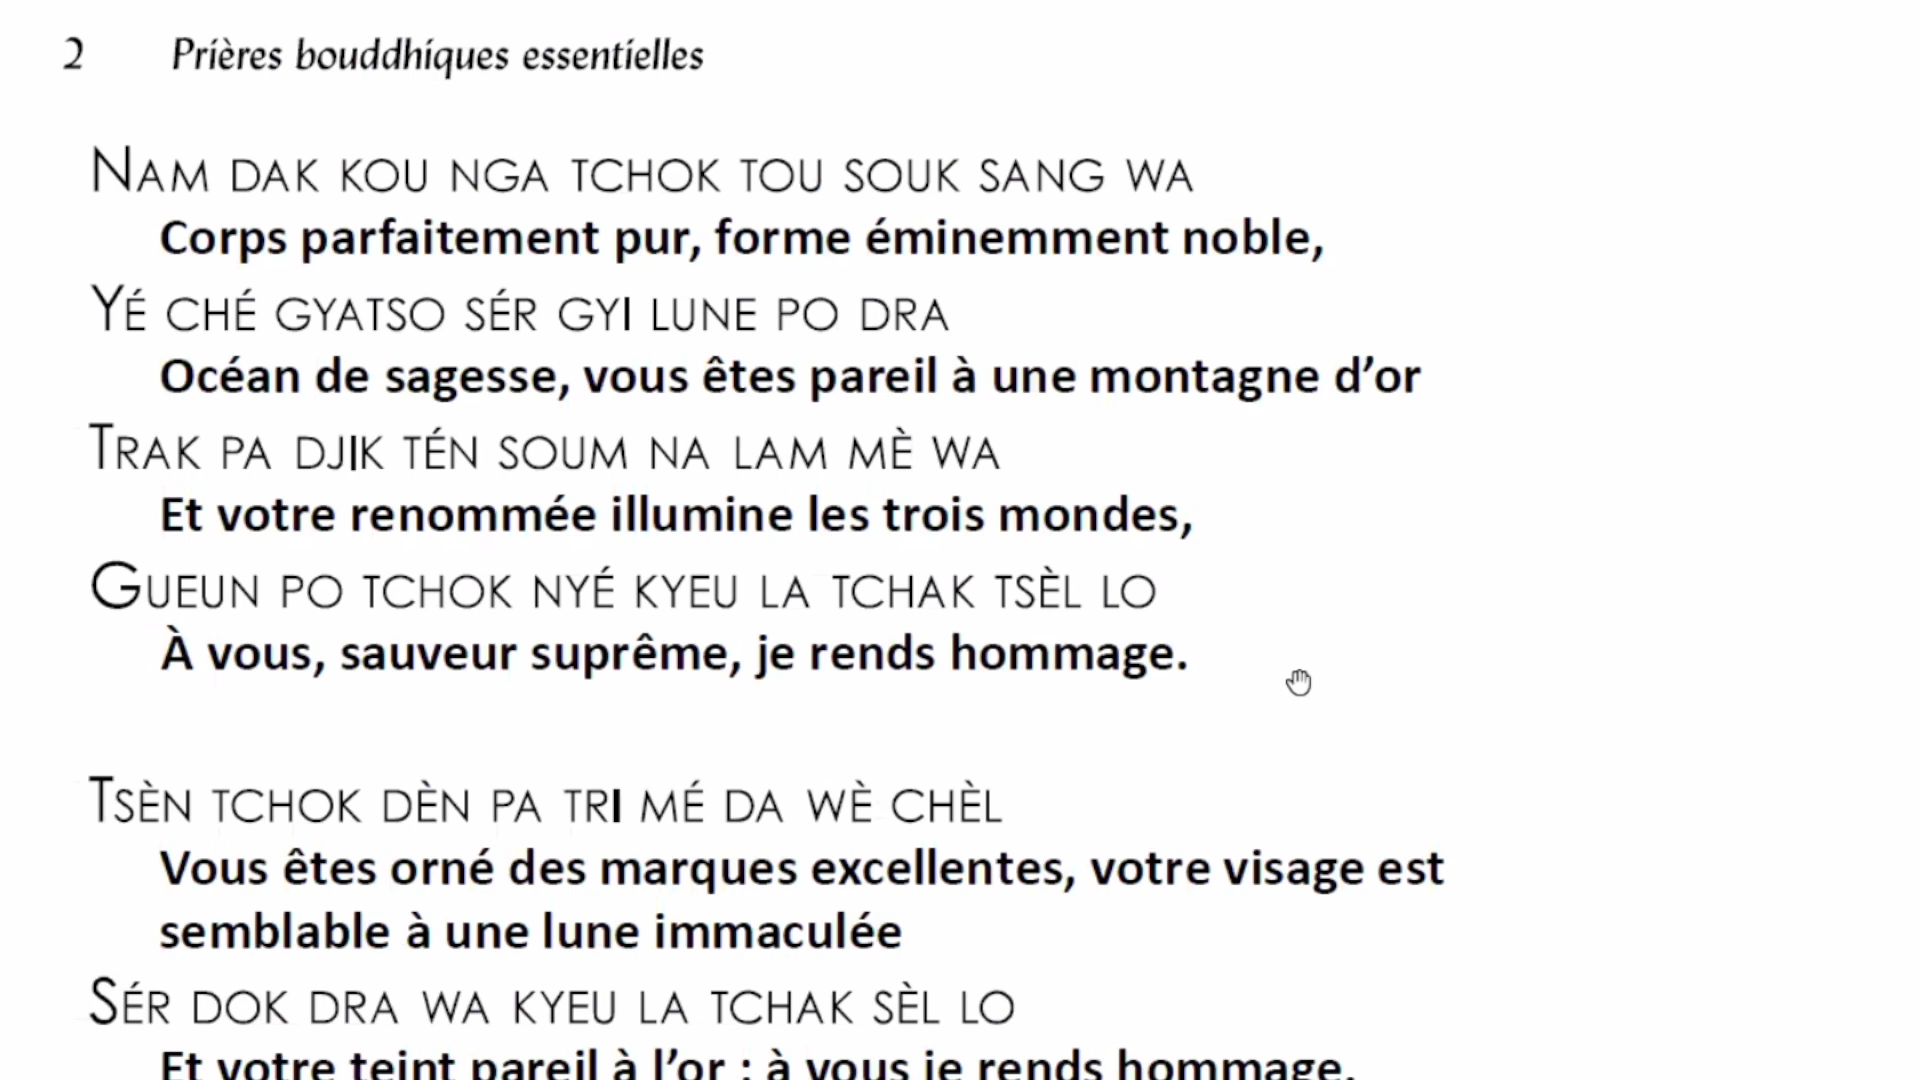 2 Prières bouddhiques essentielles
NAM DAK KOU NGA TCHOK TOU SOUK SANG WA
Corps parfaitement pur, forme éminemment noble,
YÉ CHÉ GYATSO SÉR GYI LUNE PO DRA
Océan de sagesse, vous êtes pareil à une montagne d’or
TRAK PA DJIK TÉN SOUM NA LAM MÈ WA
Et votre renommée illumine les trois mondes,
GUEUN PO TCHOK NYÉ KYEU LA TCHAK TSÈL LO
À vous, sauveur suprême, je rends hommage.
TSÈN TCHOK DÈN PA TRI MÉ DA WÈ CHÈL
Vous êtes orné des marques excellentes, votre visage est
semblable à une lune immaculée
SÉR DOK DRA WA KYEU LA TCHAK SÈL LO
Et votre teint pareil à l’or ; à vous je rends hommage.